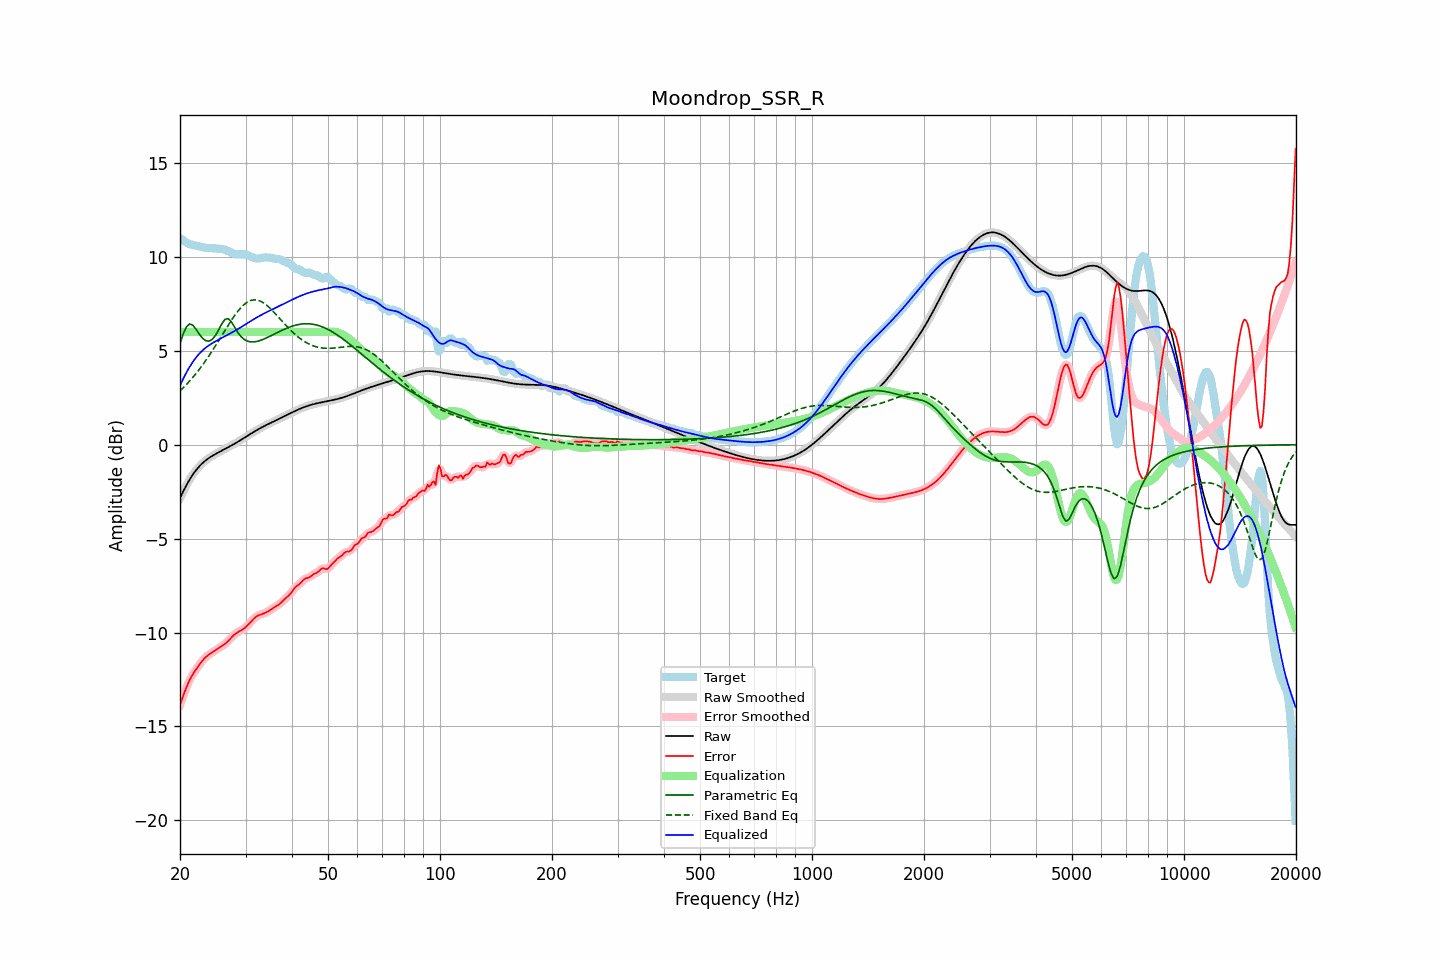 Moondrop_SSR_R
Amplitude (dBr)
15
10
5
0
−5
−10
−15
−20
Target
Raw Smoothed
Error Smoothed
Raw
Error
Equalization
Parametric Eq
Fixed Band Eq
Equalized
20
50
100
200
500
1000
2000
5000
10000
20000
Frequency (Hz)